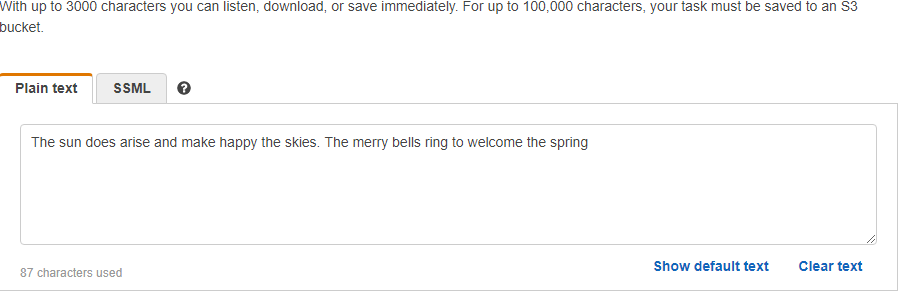 With up to 3000 characters you can listen, download, or save immediately. For up to 100,000 characters, your task must be saved to an S3
bucket.
Plain text SSML ?
The sun does arise and make happy the skies. The merry bells ring to welcome the spring
87 characters used Show default text Clear text